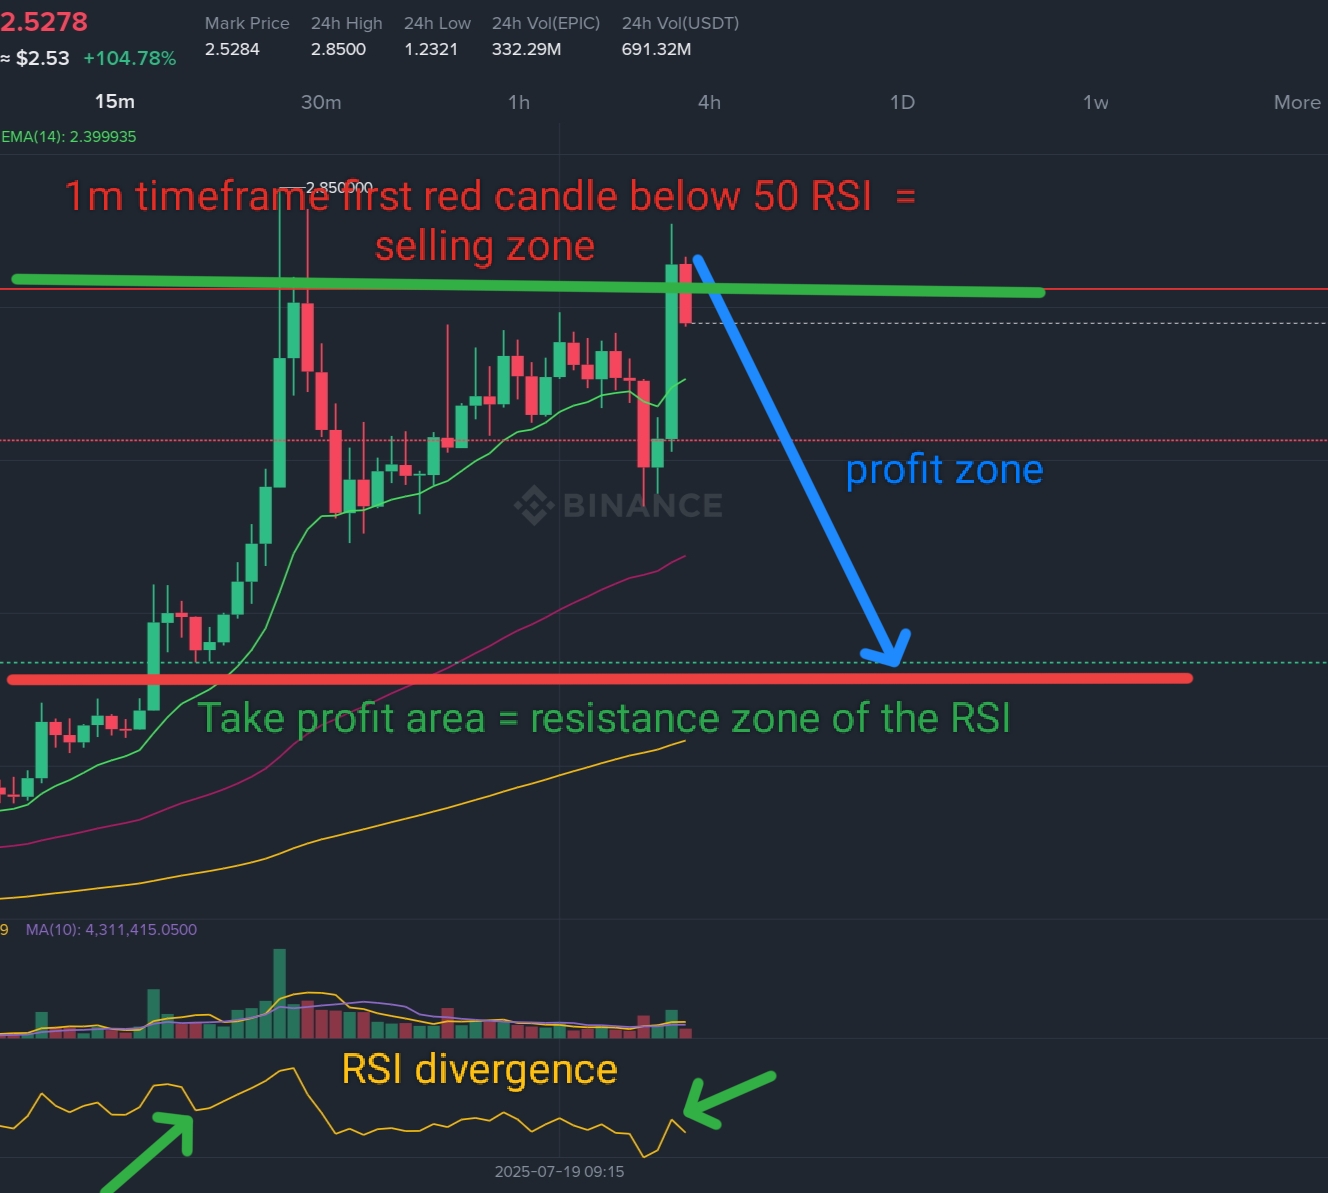 2.5278
≈ $2.53 +104.78%
Mark Price 24h High 24h Low 24h Vol(EPIC) 24h Vol(USDT)
2.5284 2.8500 1.2321 332.29M 691.32M
15m 30m 1h 4h 1D 1w More
EMA(14): 2.399935
2.850000
1m timeframe first red candle below 50 RSI =
selling zone
profit zone
BINANCE
Take profit area = resistance zone of the RSI
9 MA(10): 4,311,415.0500
RSI divergence
2025-07-19 09:15